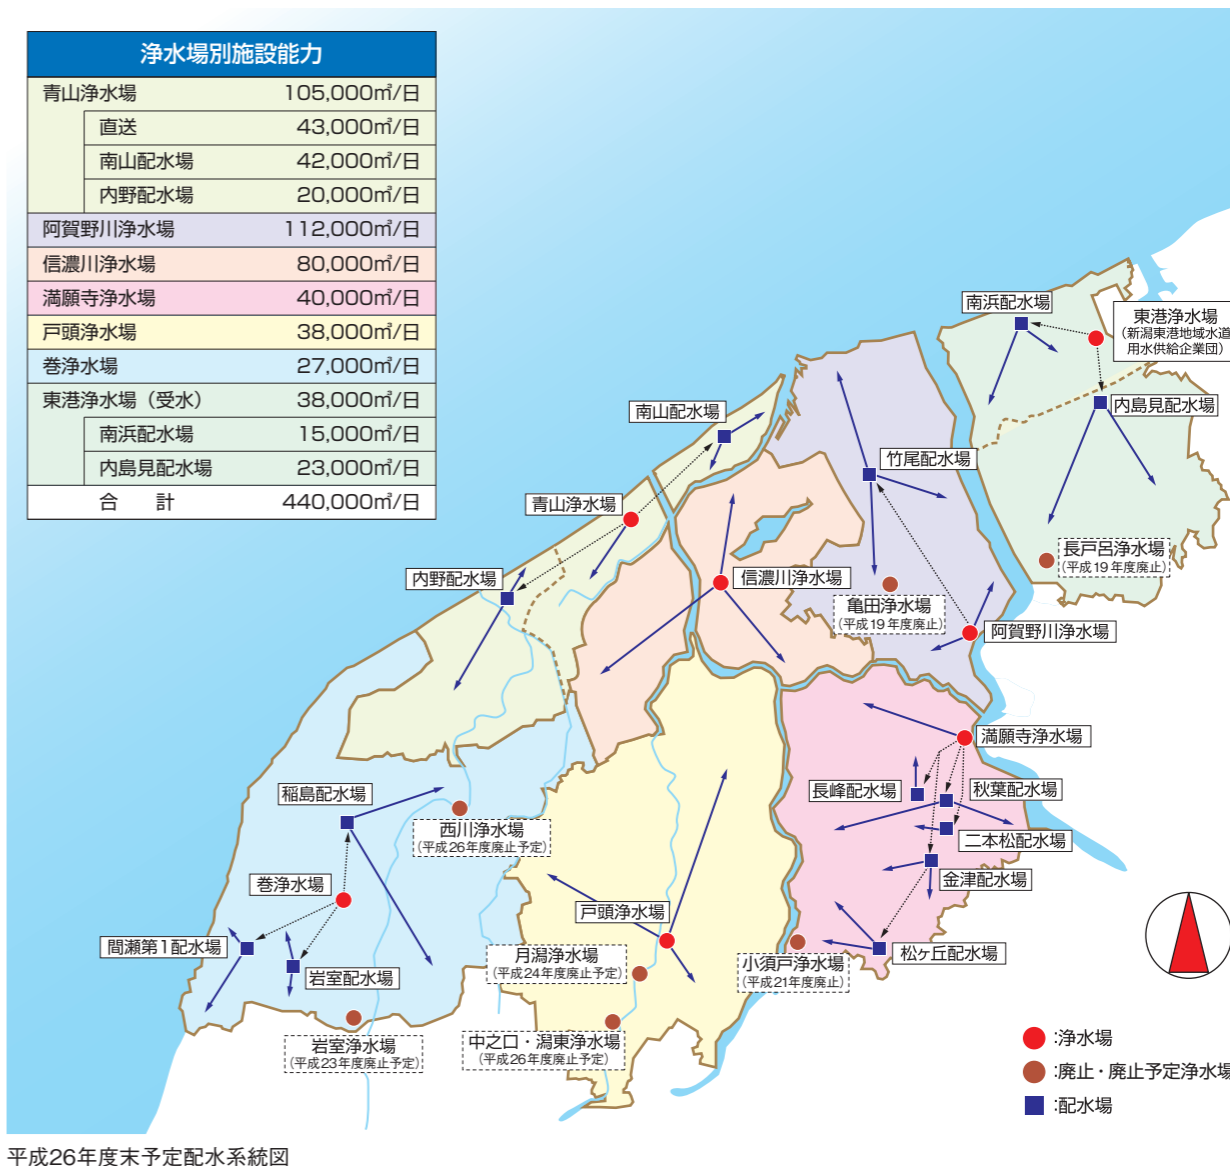 浄水場別施設能力
青山浄水場 105,000㎥/日
直送 43,000㎥/日
南山配水場 42,000㎥/日
内野配水場 20,000㎥/日
阿賀野川浄水場 112,000㎥/日
信濃川浄水場 80,000㎥/日
満願寺浄水場 40,000㎥/日
戸頭浄水場 38,000㎥/日
巻浄水場 27,000㎥/日
東港浄水場（受水） 38,000㎥/日
南浜配水場 15,000㎥/日
内島見配水場 23,000㎥/日
合　計 440,000㎥/日
南浜配水場
東港浄水場
（新潟東港地域水道
用水供給企業団）
内島見配水場
南山配水場
竹尾配水場
青山浄水場
長戸呂浄水場
（平成19年度廃止）
内野配水場
信濃川浄水場
亀田浄水場
（平成19年度廃止）
阿賀野川浄水場
満願寺浄水場
長峰配水場
秋葉配水場
稲島配水場
西川浄水場
（平成26年度廃止予定）
二本松配水場
金津配水場
巻浄水場
戸頭浄水場
間瀬第1配水場
岩室配水場
月潟浄水場
（平成24年度廃止予定）
小須戸浄水場
（平成21年度廃止）
松ヶ丘配水場
岩室浄水場
（平成23年度廃止予定）
中之口・潟東浄水場
（平成26年度廃止予定）
:浄水場
:廃止・廃止予定浄水場
:配水場
平成26年度末予定配水系統図